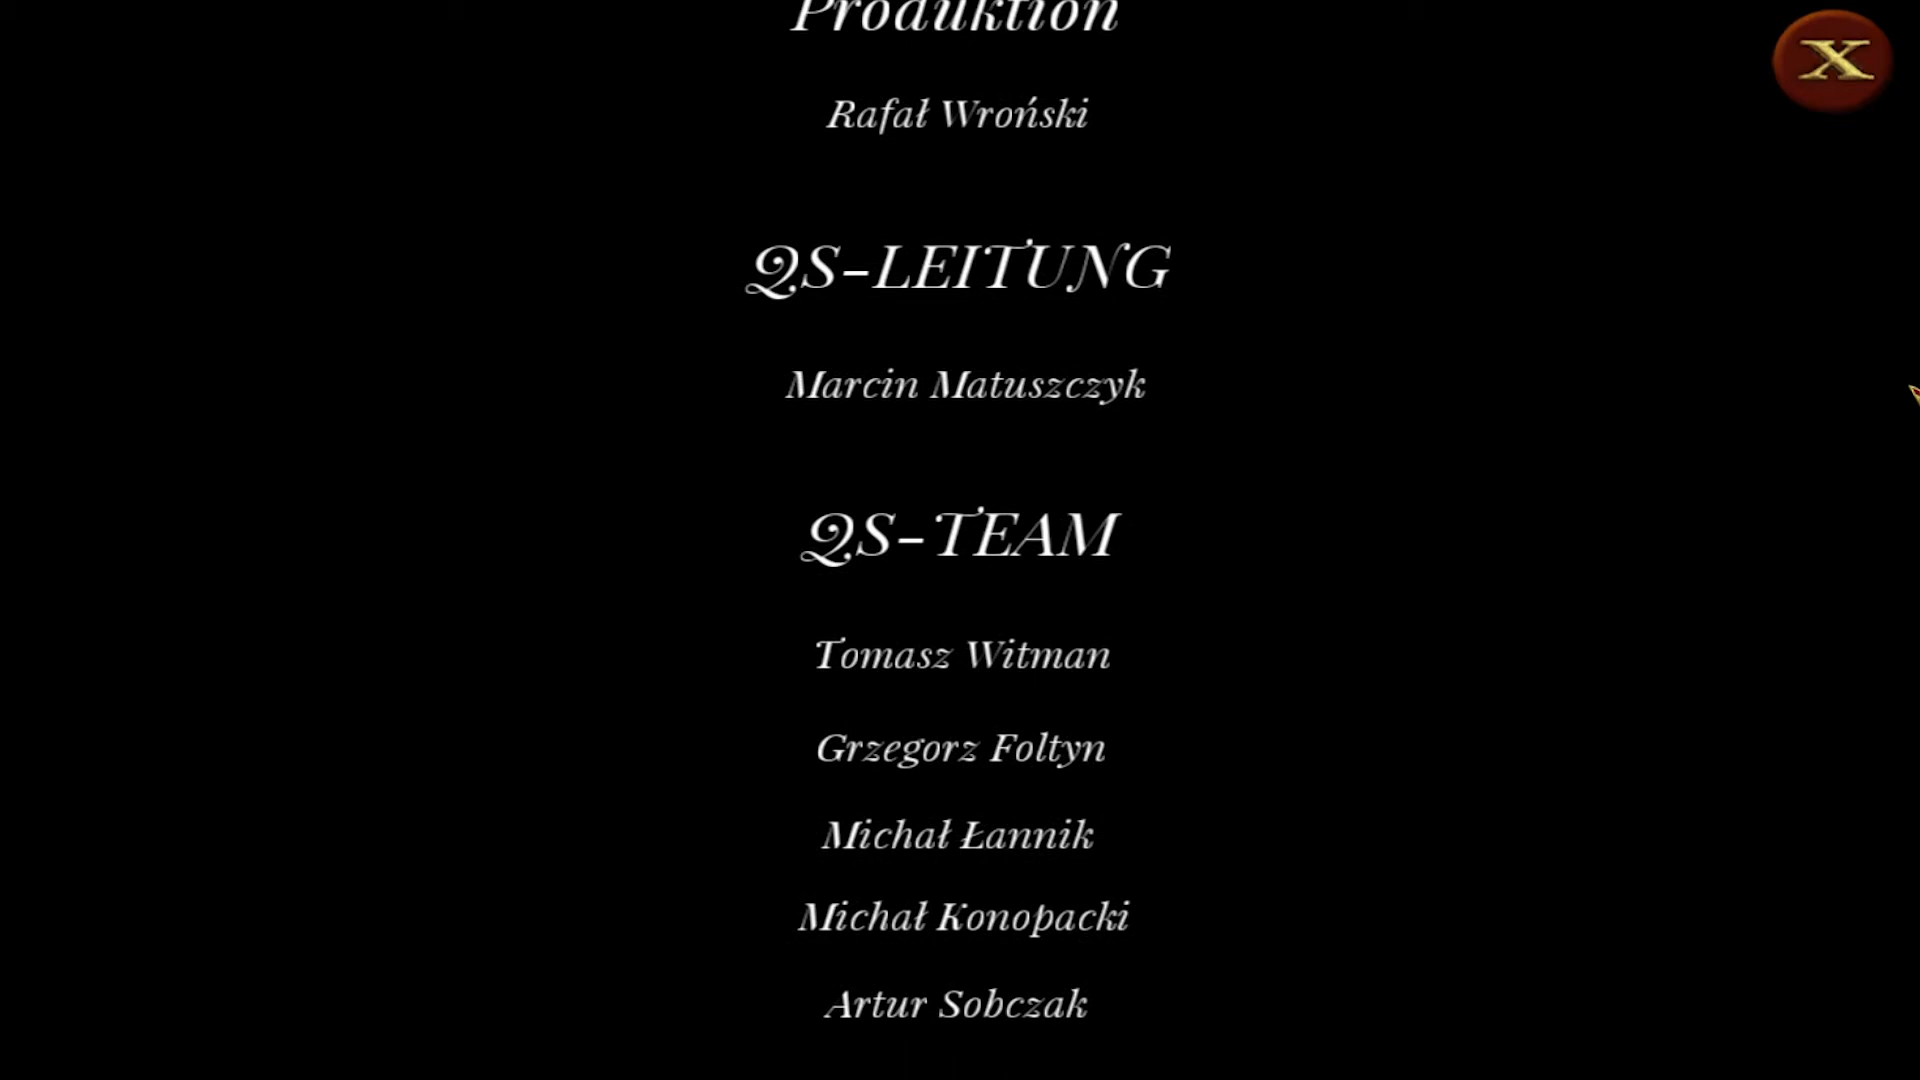 Produktion
Rafał Wroński
X
QS-LEITUNG
Marcin Matuszczyk
QS-TEAM
Tomasz Witman
Grzegorz Foltyn
Michał Łannik
Michał Konopacki
Artur Sobczak